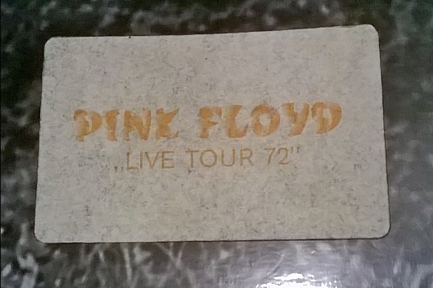 PINK FLOYD
„LIVE TOUR 72"